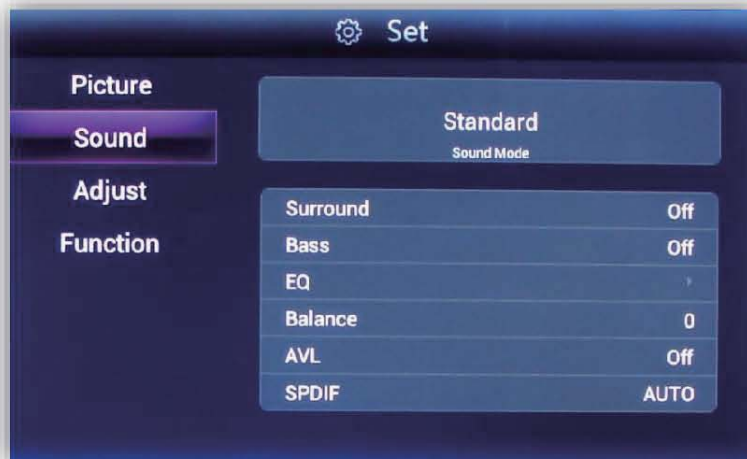 Set
Picture
Sound
Adjust
Function
Standard
Sound Mode
Surround Off
Bass Off
EQ
Balance 0
AVL Off
SPDIF AUTO